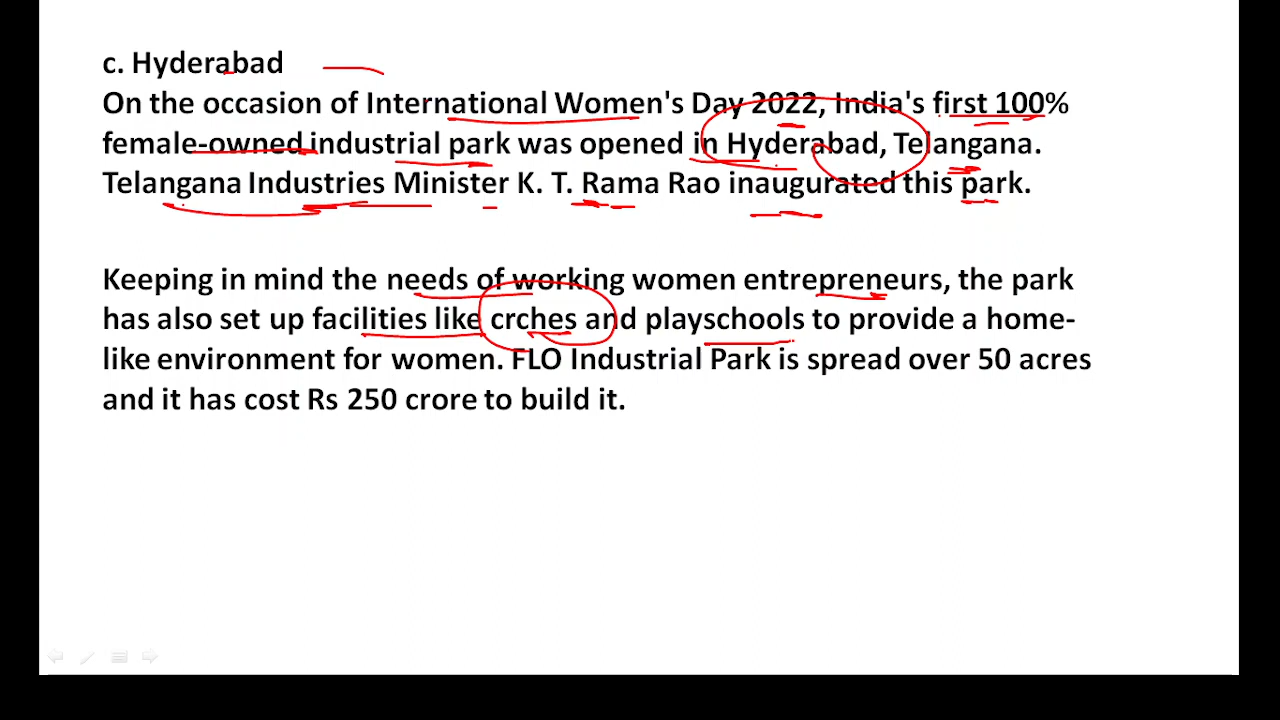 c. Hyderabad
On the occasion of International Women's Day 2022, India's first 100%
female-owned industrial park was opened in Hyderabad, Telangana.
Telangana Industries Minister K. T. Rama Rao inaugurated this park.
Keeping in mind the needs of working women entrepreneurs, the park
has also set up facilities like crches and playschools to provide a home-
like environment for women. FLO Industrial Park is spread over 50 acres
and it has cost Rs 250 crore to build it.